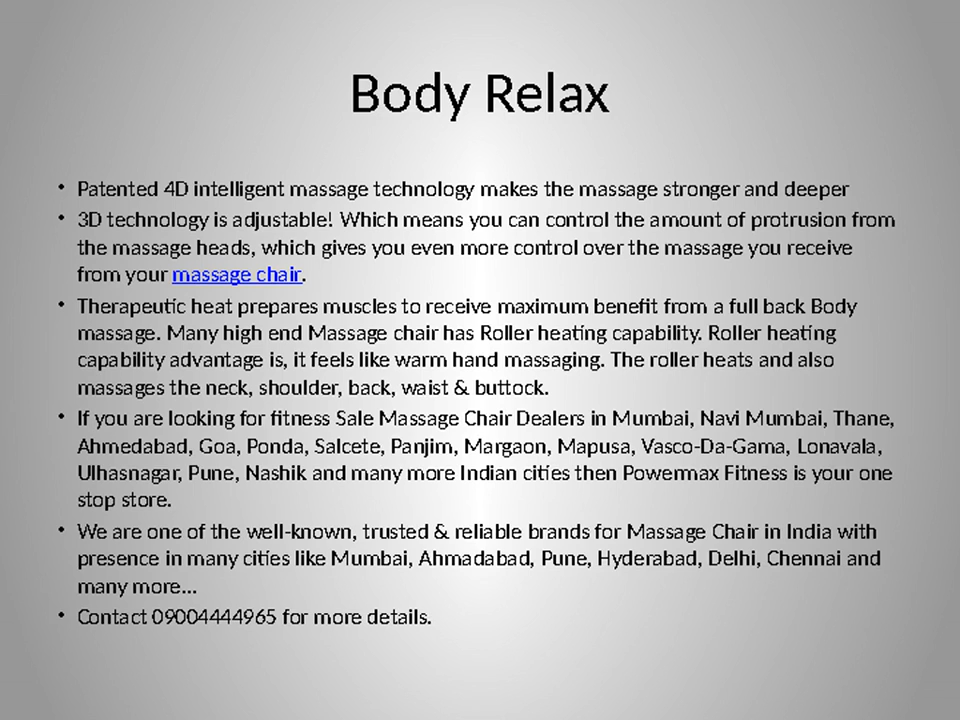 Body Relax
• Patented 4D intelligent massage technology makes the massage stronger and deeper
• 3D technology is adjustable! Which means you can control the amount of protrusion from
the massage heads, which gives you even more control over the massage you receive
from your massage chair.
• Therapeutic heat prepares muscles to receive maximum benefit from a full back Body
massage. Many high end Massage chair has Roller heating capability. Roller heating
capability advantage is, it feels like warm hand massaging. The roller heats and also
massages the neck, shoulder, back, waist & buttock.
• If you are looking for fitness Sale Massage Chair Dealers in Mumbai, Navi Mumbai, Thane,
Ahmedabad, Goa, Ponda, Salcete, Panjim, Margaon, Mapusa, Vasco-Da-Gama, Lonavala,
Ulhasnagar, Pune, Nashik and many more Indian cities then Powermax Fitness is your one
stop store.
• We are one of the well-known, trusted & reliable brands for Massage Chair in India with
presence in many cities like Mumbai, Ahmadabad, Pune, Hyderabad, Delhi, Chennai and
many more...
• Contact 09004444965 for more details.